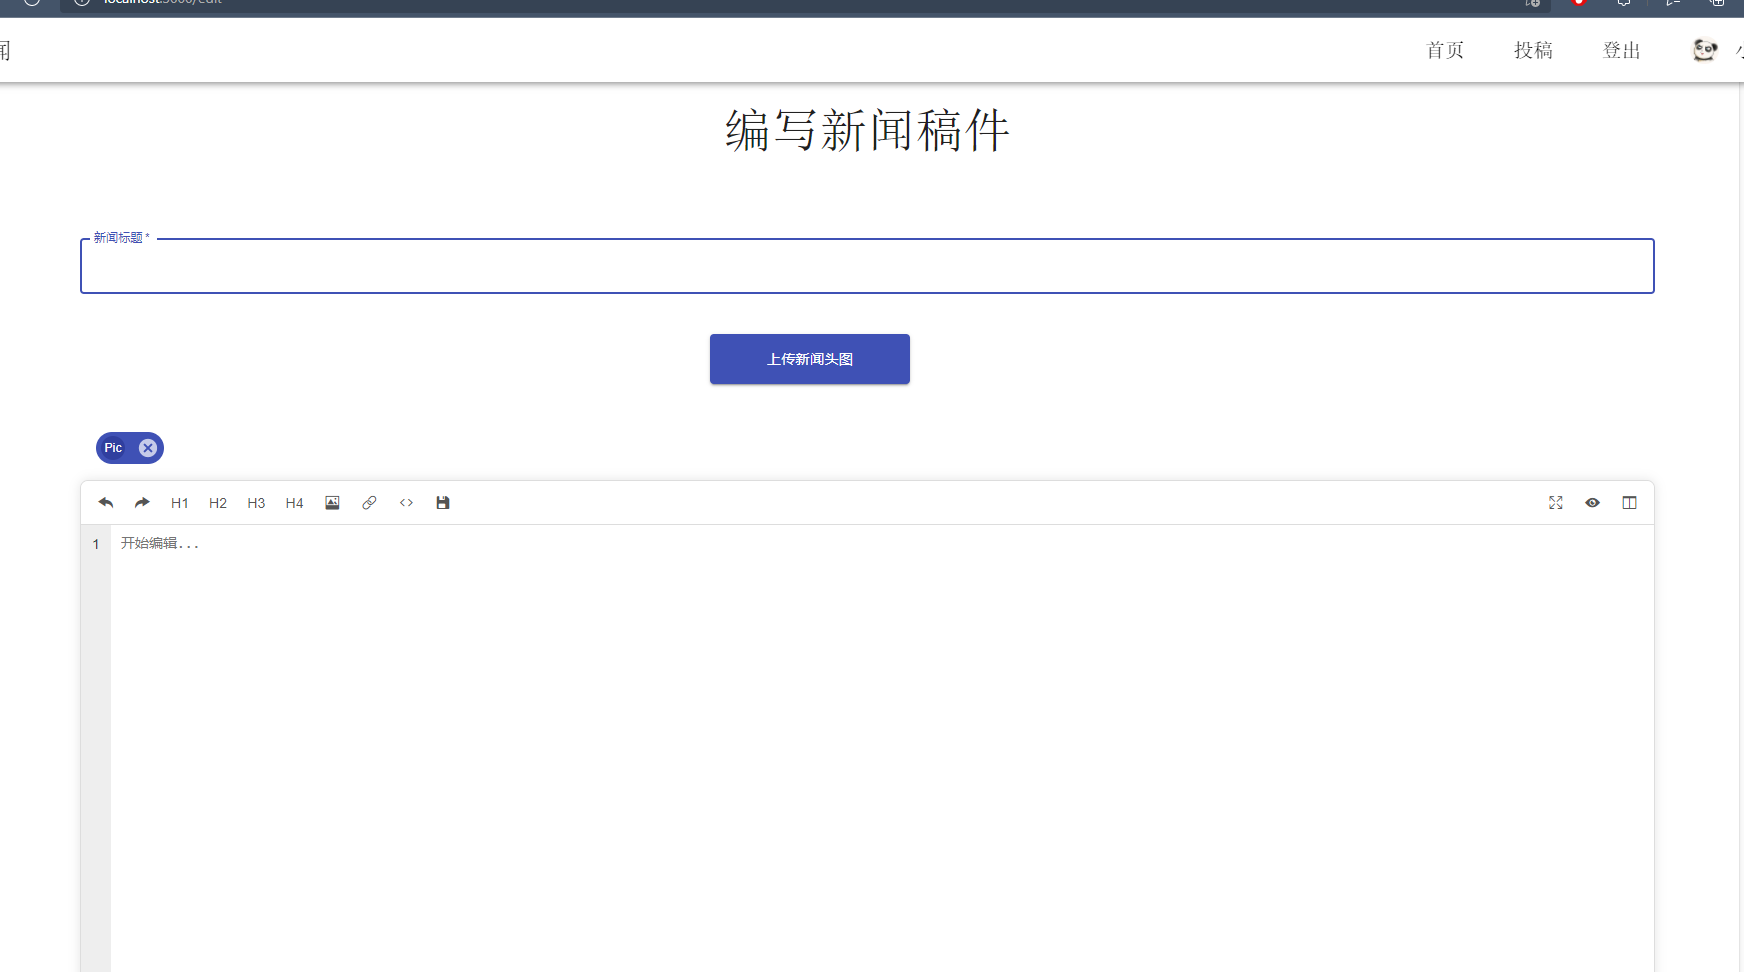 首页 投稿 登出
编写新闻稿件
新闻标题 *
上传新闻头图
Pic
H1 H2 H3 H4
1 开始编辑...